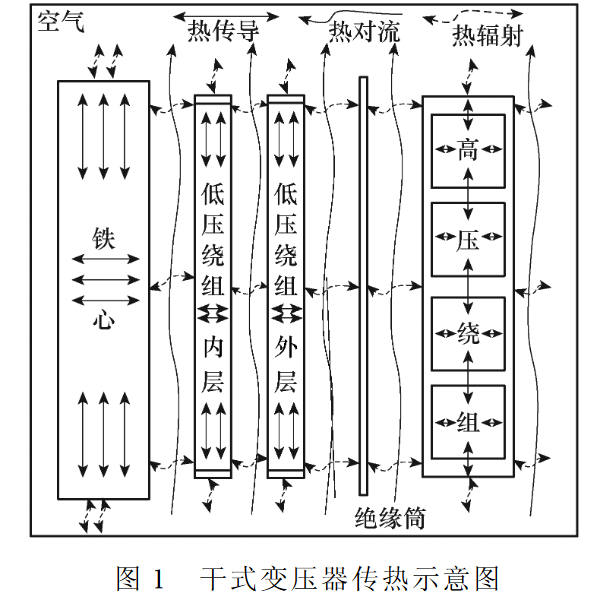 空气
热传导
热对流
热辐射
铁心
低压绕组内层
低压绕组外层
高压绕组
绝缘筒
图 1 干式变压器传热示意图